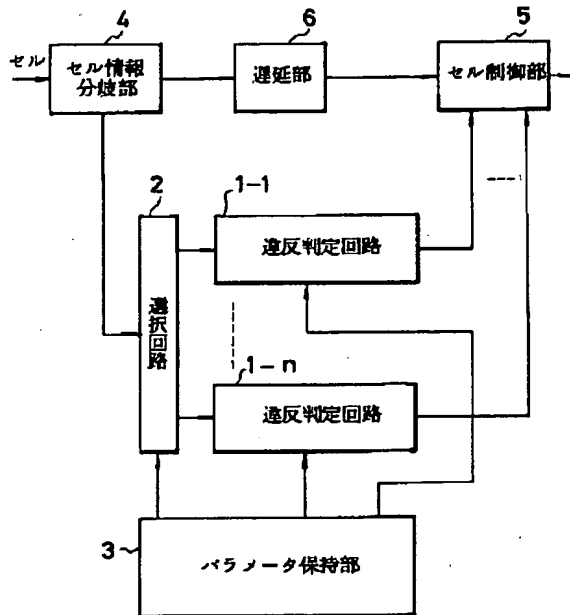 4
6
5
セル
セル情報
分岐部
遅延部
セル制御部
2
1-1
違反判定回路
選択回路
1-n
違反判定回路
3
パラメータ保持部